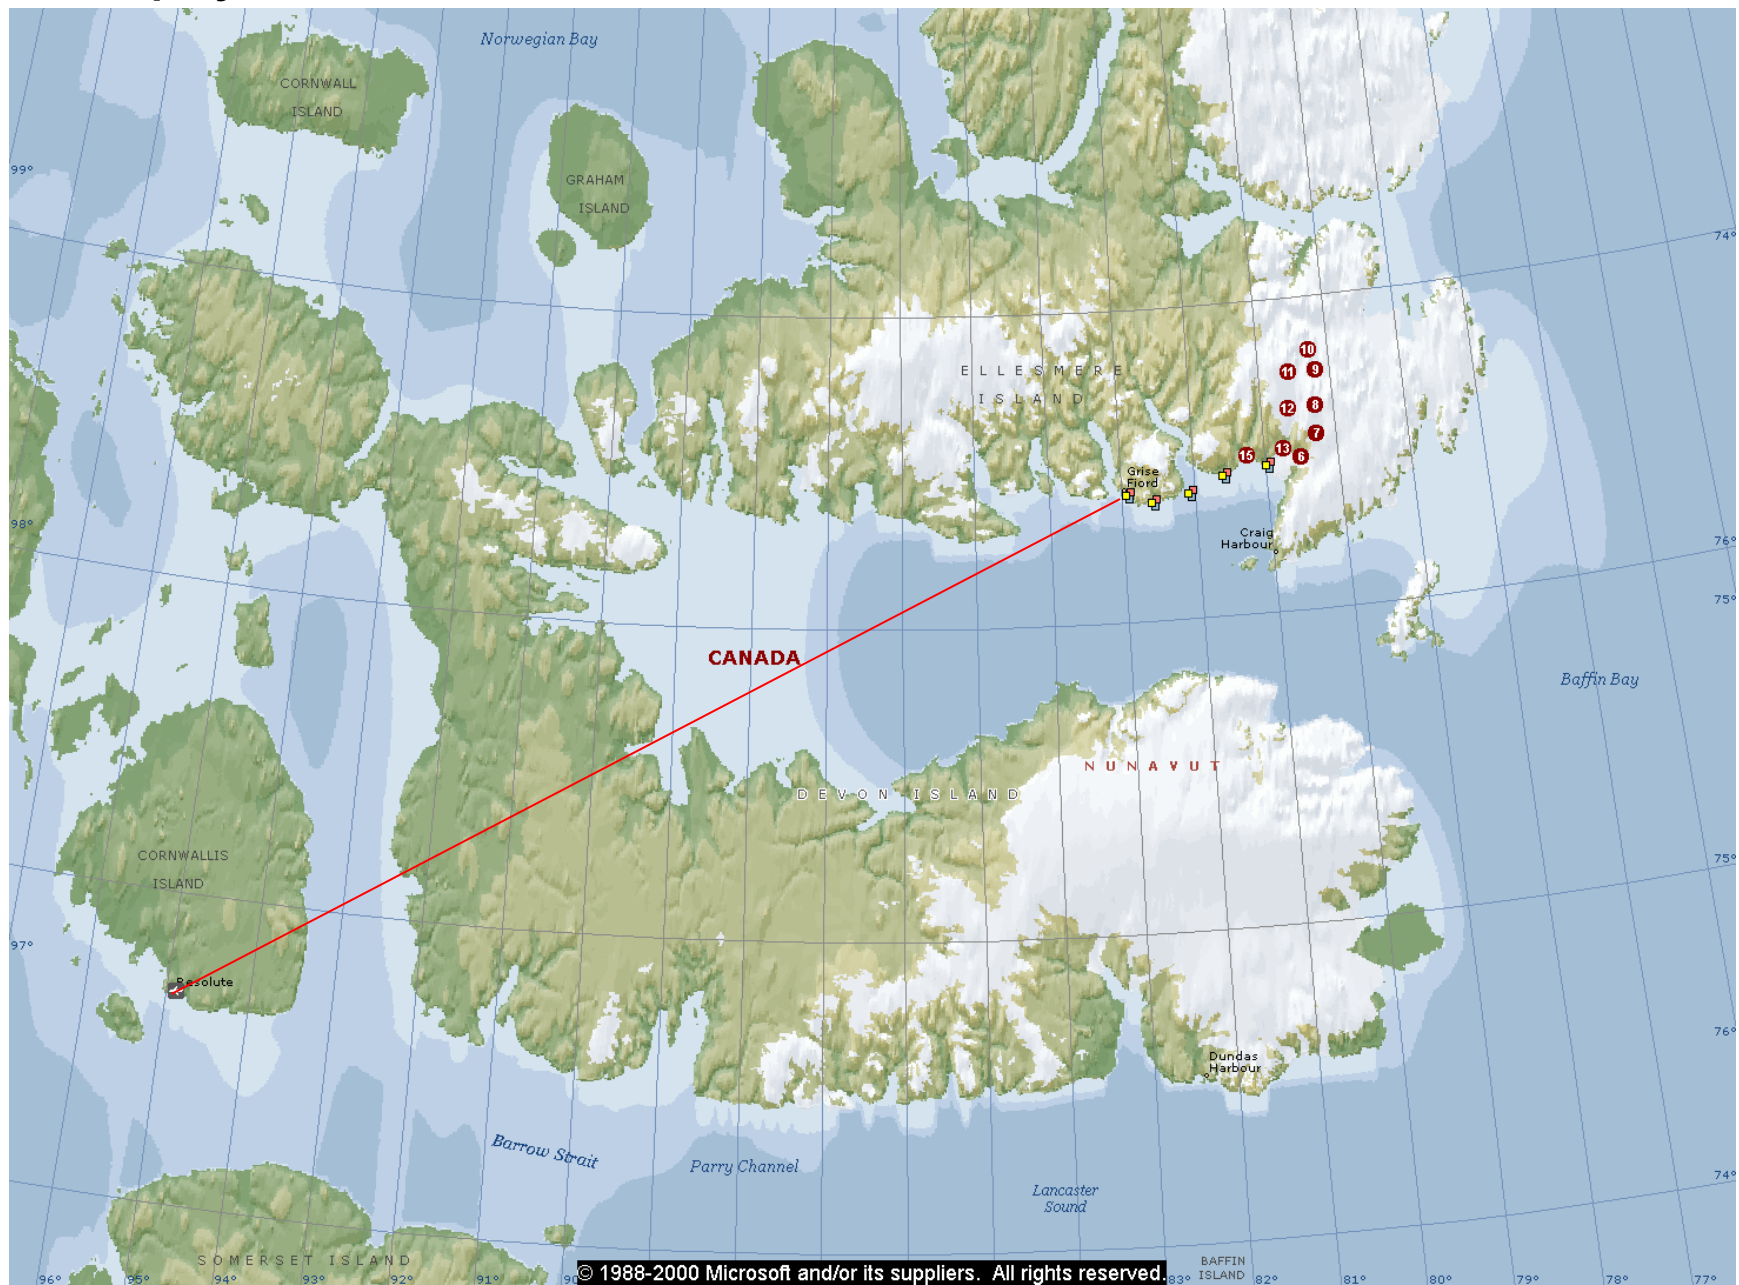 Norwegian Bay
CORNWALL
ISLAND
99°
GRAHAM
ISLAND
74°
10
11
9
ELLESMERE
ISLAND
12
8
7
13
15
6
Grise
Fiord
98°
Craig
Harbour
76°
75°
CANADA
Baffin Bay
NUNAVUT
DEVON ISLAND
CORNWALLIS
ISLAND
75°
97°
Resolute
76°
Dundas
Harbour
Barrow Strait
Parry Channel
74°
Lancaster
Sound
SOMERSET ISLAND
BAFFIN
ISLAND
96°
95°
94°
93°
92°
91°
90
© 1988-2000 Microsoft and/or its suppliers. All rights reserved.
83°
82°
81°
80°
79°
78°
77°